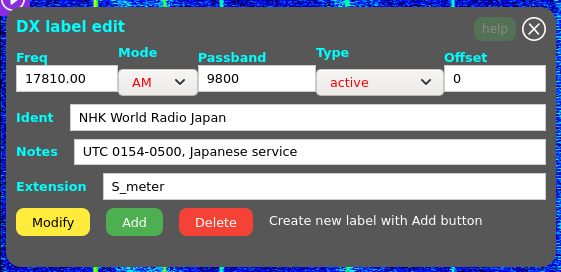 DX label edit
help
Freq Mode Passband Type Offset
17810.00 AM 9800 active 0
Ident NHK World Radio Japan
Notes UTC 0154-0500, Japanese service
Extension S_meter
Modify Add Delete Create new label with Add button